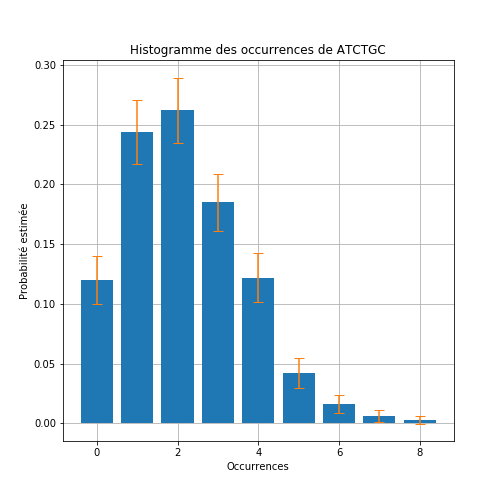 Histogramme des occurrences de ATCTGC
0.30
0.25
0.20
0.15
0.10
0.05
0.00
Probabilité estimée
0 2 4 6 8
Occurrences